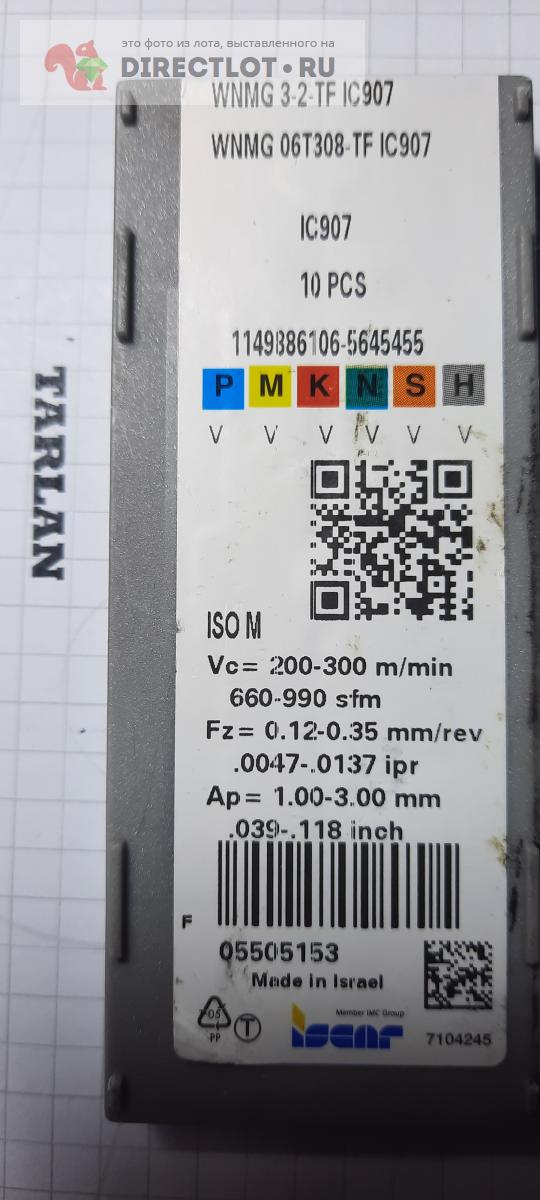 это фото из лота, выставленного на
DIRECTLOT•RU
WNMG 3-2-TF IC907
WNMG 06T308-TF IC907
IC907
10 PCS
1149886106-5645455
P M K N S H
V V V V V V
TARLAN
ISO M
Vc= 200-300 m/min
660-990 sfm
Fz= 0.12-0.35 mm/rev
.0047-.0137 ipr
Ap= 1.00-3.00 mm
.039-.118 inch
F
05505153
Made in Israel
05
PP
T
Member IMC Group
iscar
7104245